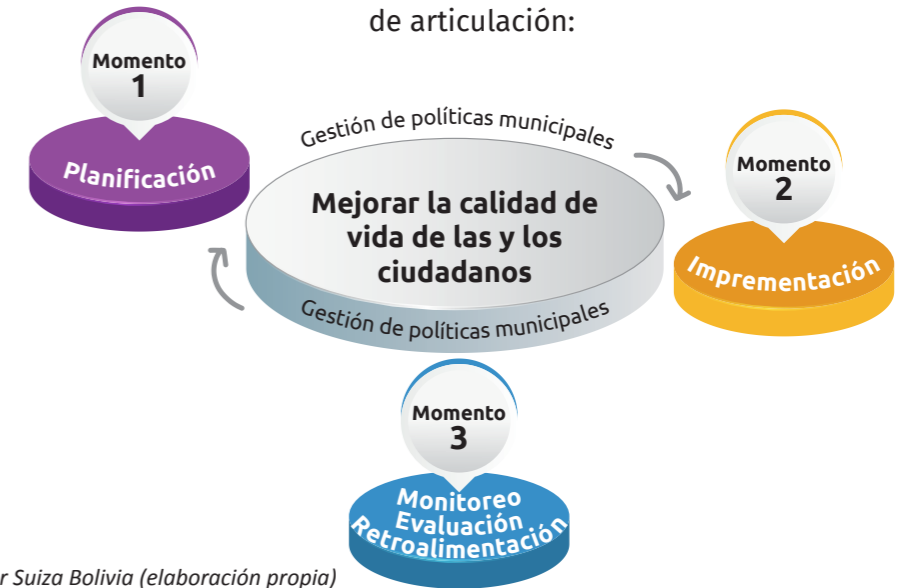 de articulación:
Momento
1
Planificación
Gestión de políticas municipales
Momento
2
Imprementación
Mejorar la calidad de
vida de las y los
ciudadanos
Gestión de políticas municipales
Momento
3
Monitoreo
Evaluación
Retroalimentación
r Suiza Bolivia (elaboración propia)